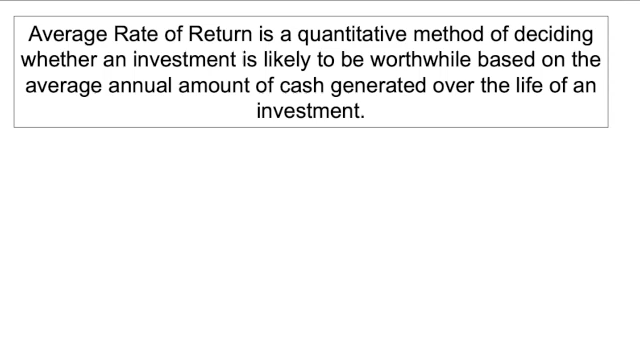 Average Rate of Return is a quantitative method of deciding
whether an investment is likely to be worthwhile based on the
average annual amount of cash generated over the life of an
investment.